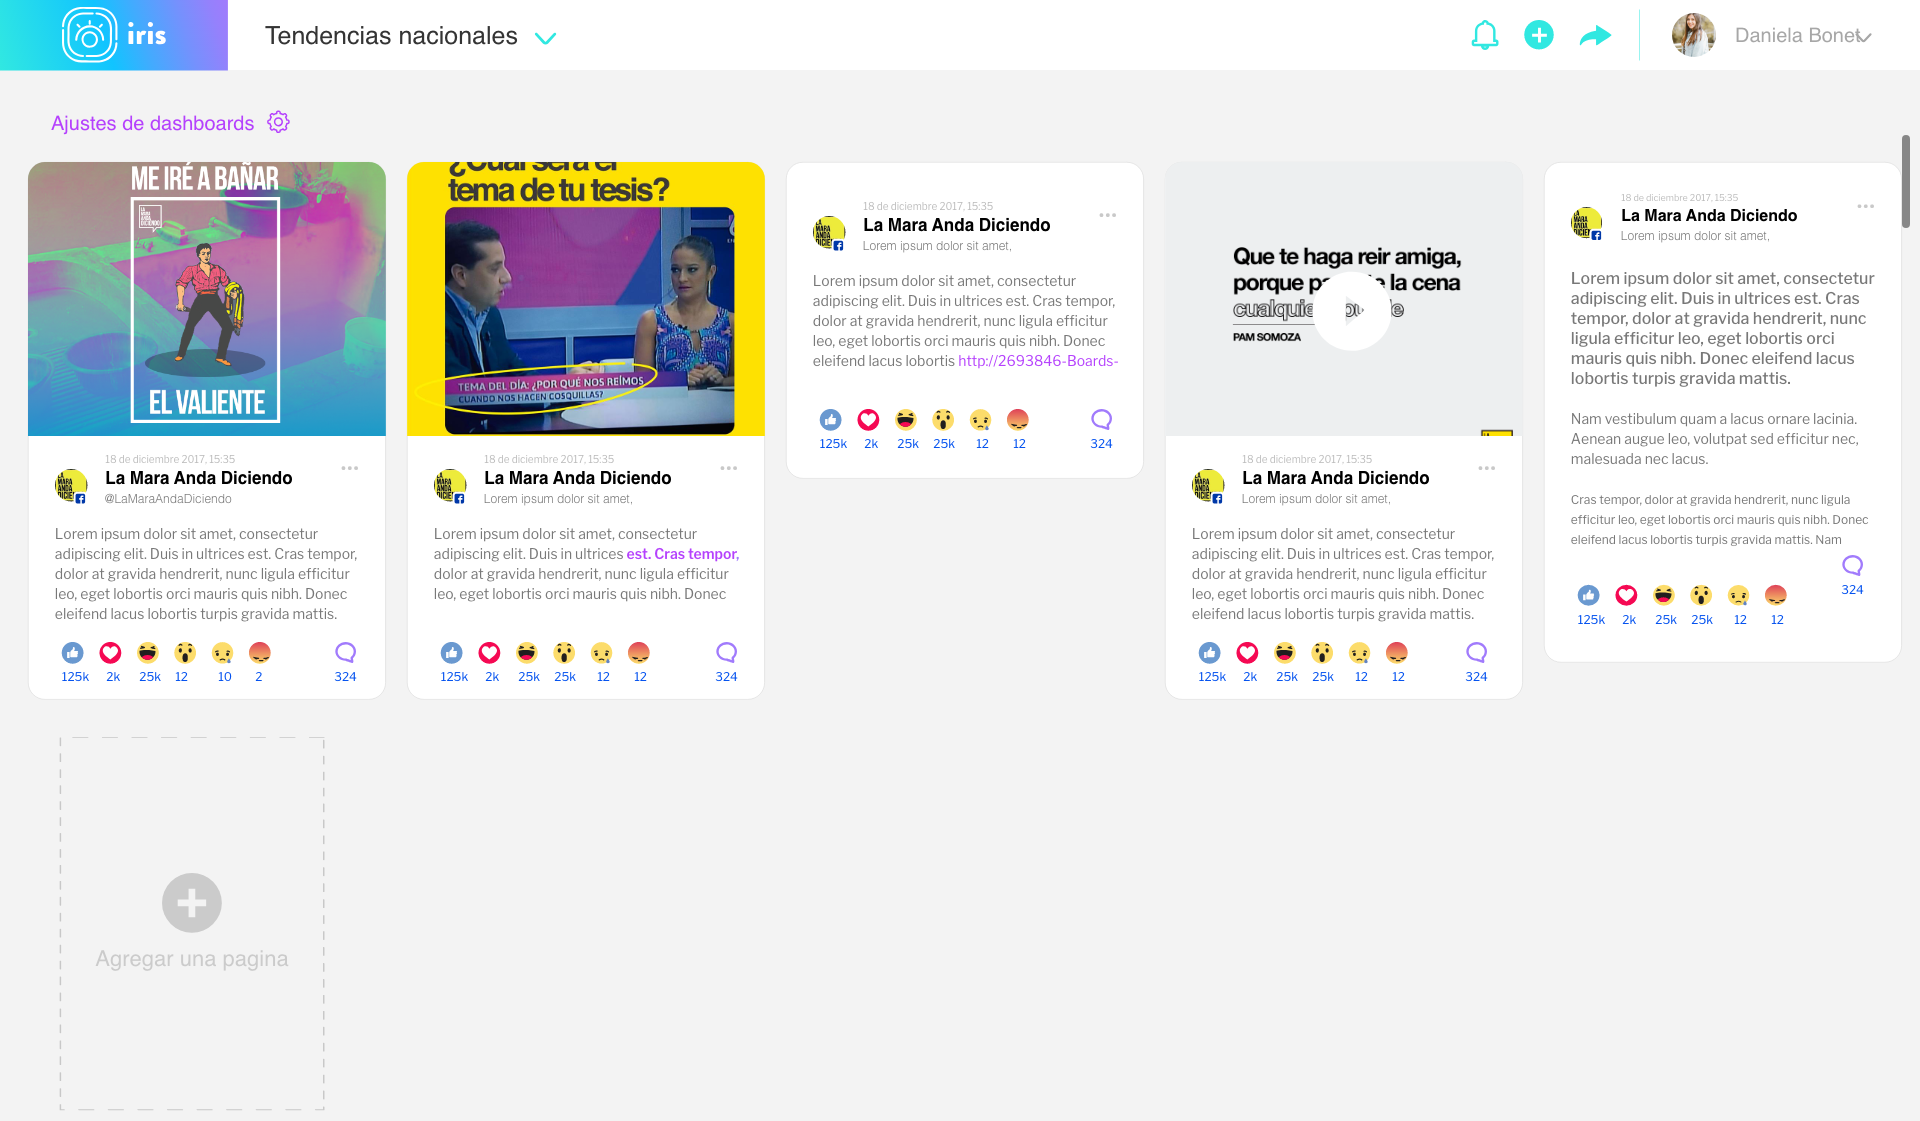 iris
Tendencias nacionales
Daniela Bonet
Ajustes de dashboards
ME IRÉ A BAÑAR
LA MARA ANDA DICIENDO
EL VALIENTE
18 de diciembre 2017, 15:35
La Mara Anda Diciendo
@LaMaraAndaDiciendo
Lorem ipsum dolor sit amet, consectetur
adipiscing elit. Duis in ultrices est. Cras tempor,
dolor at gravida hendrerit, nunc ligula efficitur
leo, eget lobortis orci mauris quis nibh. Donec
eleifend lacus lobortis turpis gravida mattis.
125k 2k 25k 12 10 2 324
¿Cuál será el
tema de tu tesis?
TEMA DEL DÍA: ¿POR QUÉ NOS REÍMOS
CUANDO NOS HACEN COSQUILLAS?
18 de diciembre 2017, 15:35
La Mara Anda Diciendo
Lorem ipsum dolor sit amet,
Lorem ipsum dolor sit amet, consectetur
adipiscing elit. Duis in ultrices est. Cras tempor,
dolor at gravida hendrerit, nunc ligula efficitur
leo, eget lobortis orci mauris quis nibh. Donec
125k 2k 25k 25k 12 12 324
18 de diciembre 2017, 15:35
La Mara Anda Diciendo
Lorem ipsum dolor sit amet,
Lorem ipsum dolor sit amet, consectetur
adipiscing elit. Duis in ultrices est. Cras tempor,
dolor at gravida hendrerit, nunc ligula efficitur
leo, eget lobortis orci mauris quis nibh. Donec
eleifend lacus lobortis http://2693846-Boards-
125k 2k 25k 25k 12 12 324
Que te haga reir amiga,
porque la cena
PAM SOMOZA
18 de diciembre 2017, 15:35
La Mara Anda Diciendo
Lorem ipsum dolor sit amet,
Lorem ipsum dolor sit amet, consectetur
adipiscing elit. Duis in ultrices est. Cras tempor,
dolor at gravida hendrerit, nunc ligula efficitur
leo, eget lobortis orci mauris quis nibh. Donec
eleifend lacus lobortis turpis gravida mattis.
125k 2k 25k 25k 12 12 324
18 de diciembre 2017, 15:35
La Mara Anda Diciendo
Lorem ipsum dolor sit amet,
Lorem ipsum dolor sit amet, consectetur
adipiscing elit. Duis in ultrices est. Cras
tempor, dolor at gravida hendrerit, nunc
ligula efficitur leo, eget lobortis orci
mauris quis nibh. Donec eleifend lacus
lobortis turpis gravida mattis.
Nam vestibulum quam a lacus ornare lacinia.
Aenean augue leo, volutpat sed efficitur nec,
malesuada nec lacus.
Cras tempor, dolor at gravida hendrerit, nunc ligula
efficitur leo, eget lobortis orci mauris quis nibh. Donec
eleifend lacus lobortis turpis gravida mattis. Nam
324
125k 2k 25k 25k 12 12
Agregar una pagina